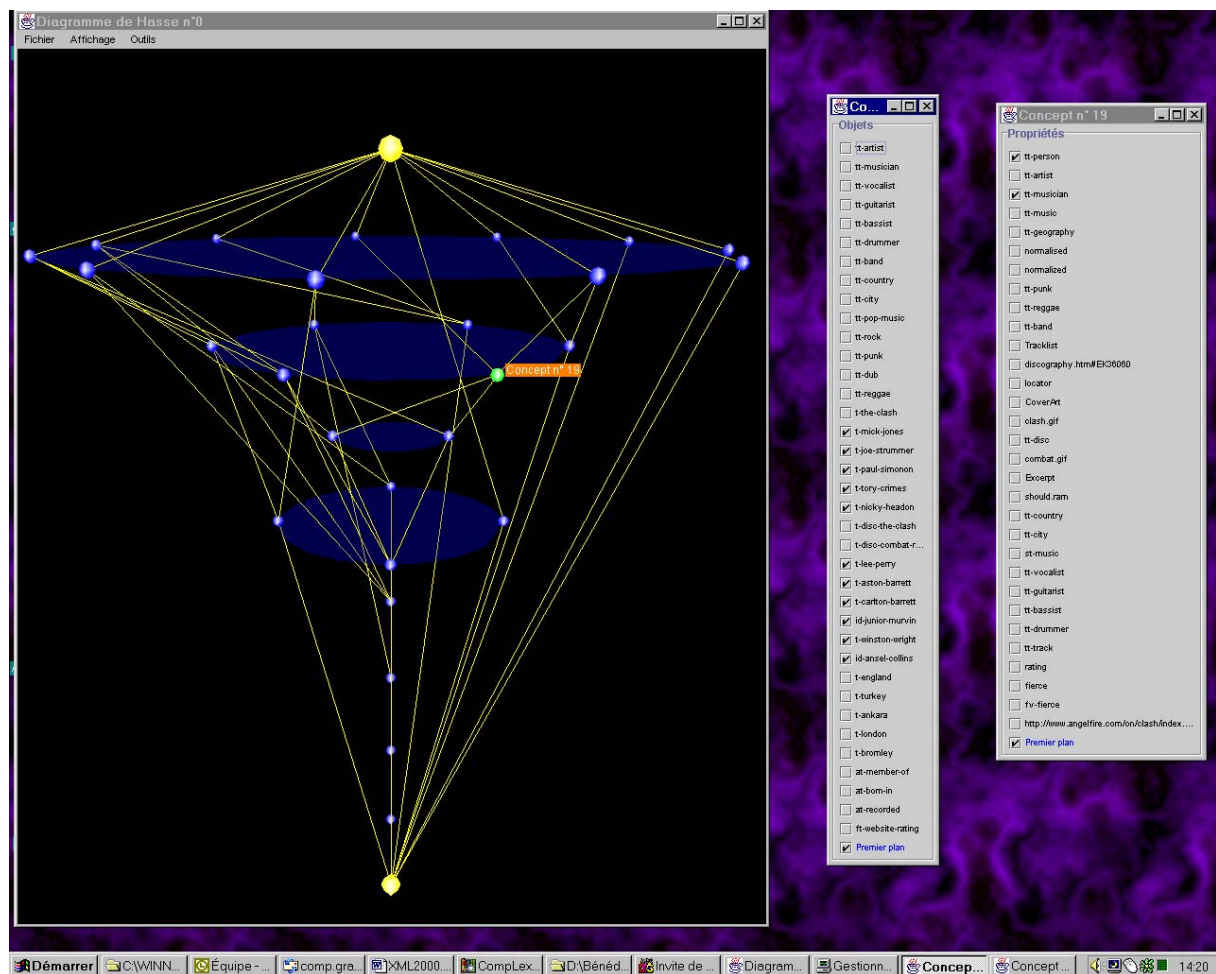 Diagramme de Hasse n°0
Fichier Affichage Outils
Concept n° 19
Co...
Objets
tt-artist
tt-musician
tt-vocalist
tt-guitarist
tt-bassist
tt-drummer
tt-band
tt-country
tt-city
tt-pop-music
tt-rock
tt-punk
tt-dub
tt-reggae
t-the-clash
t-mick-jones
t-joe-strummer
t-paul-simonon
t-tory-crimes
t-nicky-headon
t-disc-the-clash
t-disc-combat-r...
t-lee-perry
t-aston-barrett
t-carlton-barrett
id-junior-murvin
t-winston-wright
id-ansel-collins
t-england
t-turkey
t-ankara
t-london
t-bromley
at-member-of
at-born-in
at-recorded
ft-website-rating
Premier plan
Concept n° 19
Propriétés
tt-person
tt-artist
tt-musician
tt-music
tt-geography
normalised
normalized
tt-punk
tt-reggae
tt-band
Tracklist
discography.htm#EK36060
locator
CoverArt
clash.gif
tt-disc
combat.gif
Excerpt
should.ram
tt-country
tt-city
st-music
tt-vocalist
tt-guitarist
tt-bassist
tt-drummer
tt-track
rating
fierce
fv-fierce
http://www.angelfire.com/on/clash/index....
Premier plan
Démarrer C:\WINN... Équipe - ... comp.gra... XML2000... CompLex... D:\Bénéd... Invite de ... Diagram... Gestionn... Concep... Concept ... 14:20